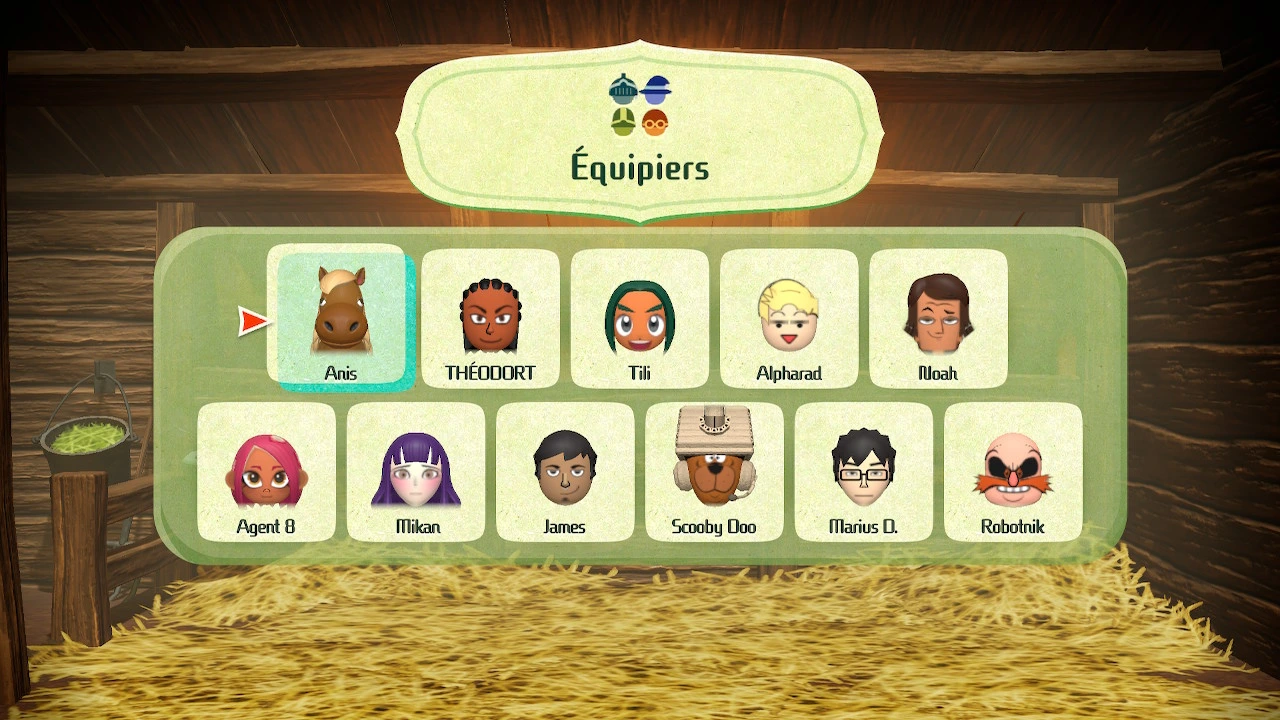 Équipiers
Anis
THÉODORT
Tili
Alpharad
Noah
Agent 8
Mikan
James
Scooby Doo
Marius D.
Robotnik